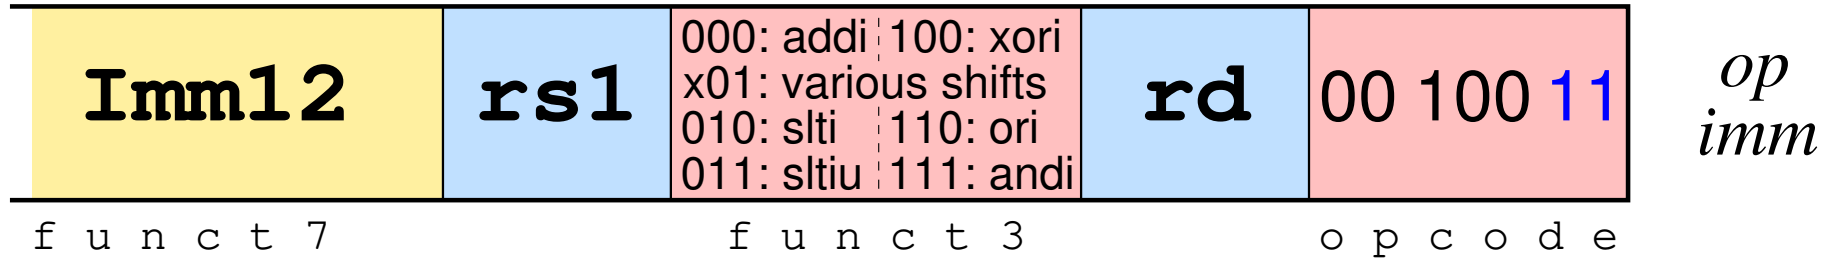 Imm12
rs1
000: addi 100: xori
x01: various shifts
010: slti 110: ori
011: sltiu 111: andi
rd
00 100 11
op
imm
funct7
funct3
opcode